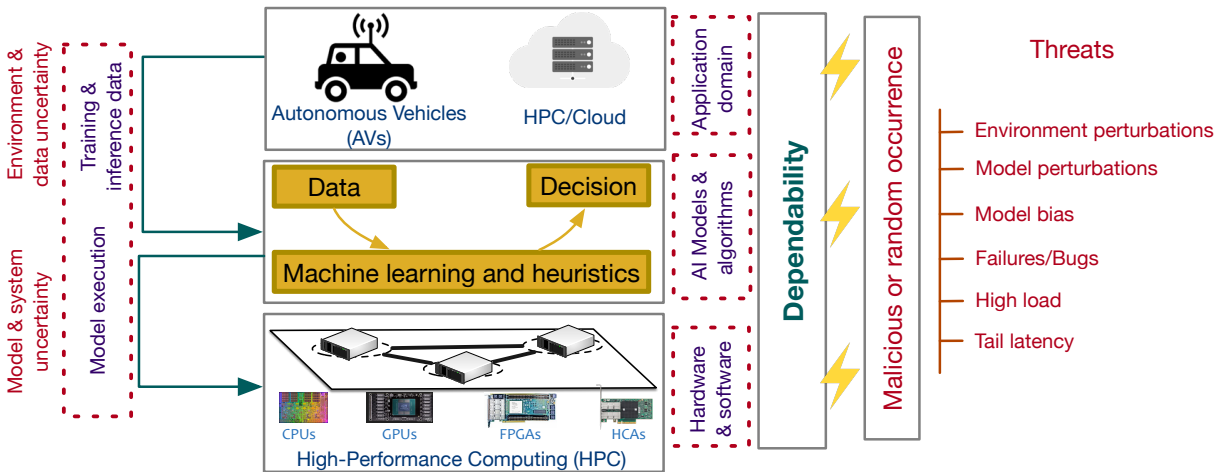 Environment &
data uncertainty
Model & system
uncertainty
Training &
inference data
Model execution
Autonomous Vehicles
(AVs)
HPC/Cloud
Application
domain
Data
Decision
Machine learning and heuristics
AI Models &
algorithms
CPUs
GPUs
FPGAs
HCAs
High-Performance Computing (HPC)
Hardware
& software
Dependability
Malicious or random occurrence
Threats
Environment perturbations
Model perturbations
Model bias
Failures/Bugs
High load
Tail latency